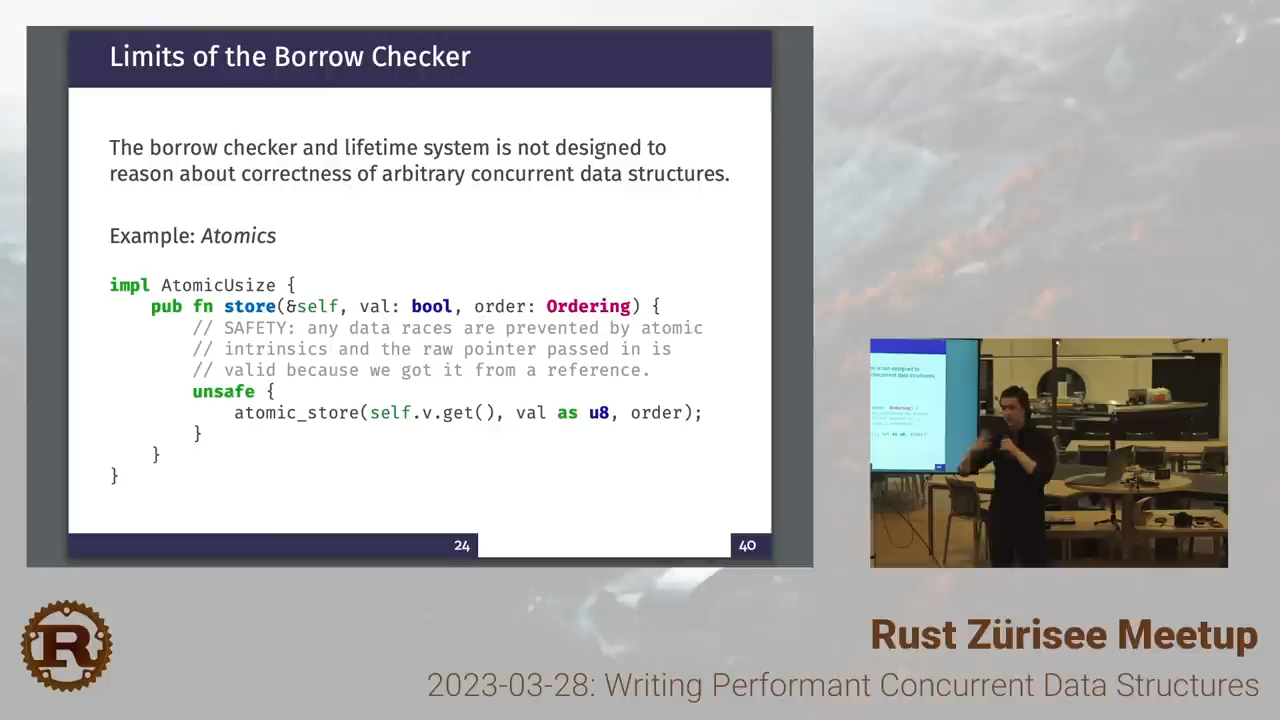 Limits of the Borrow Checker
The borrow checker and lifetime system is not designed to
reason about correctness of arbitrary concurrent data structures.
Example: Atomics
impl AtomicUsize {
    pub fn store(&self, val: bool, order: Ordering) {
        // SAFETY: any data races are prevented by atomic
        // intrinsics and the raw pointer passed in is
        // valid because we got it from a reference.
        unsafe {
            atomic_store(self.v.get(), val as u8, order);
        }
    }
}
24
40
R
Rust Zürisee Meetup
2023-03-28: Writing Performant Concurrent Data Structures